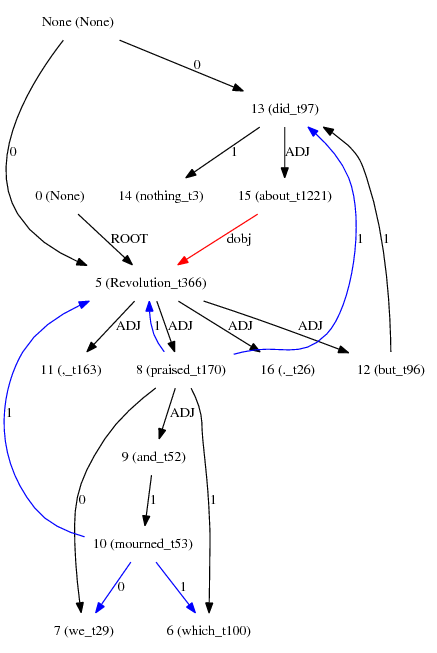 None (None)
0
13 (did_t97)
0
1
ADJ
1
1
0 (None)
14 (nothing_t3)
15 (about_t1221)
ROOT
dobj
5 (Revolution_t366)
ADJ
1
ADJ
ADJ
ADJ
11 (,_t163)
8 (praised_t170)
16 (._t26)
12 (but_t96)
1
ADJ
9 (and_t52)
0
1
1
10 (mourned_t53)
0
1
7 (we_t29)
6 (which_t100)